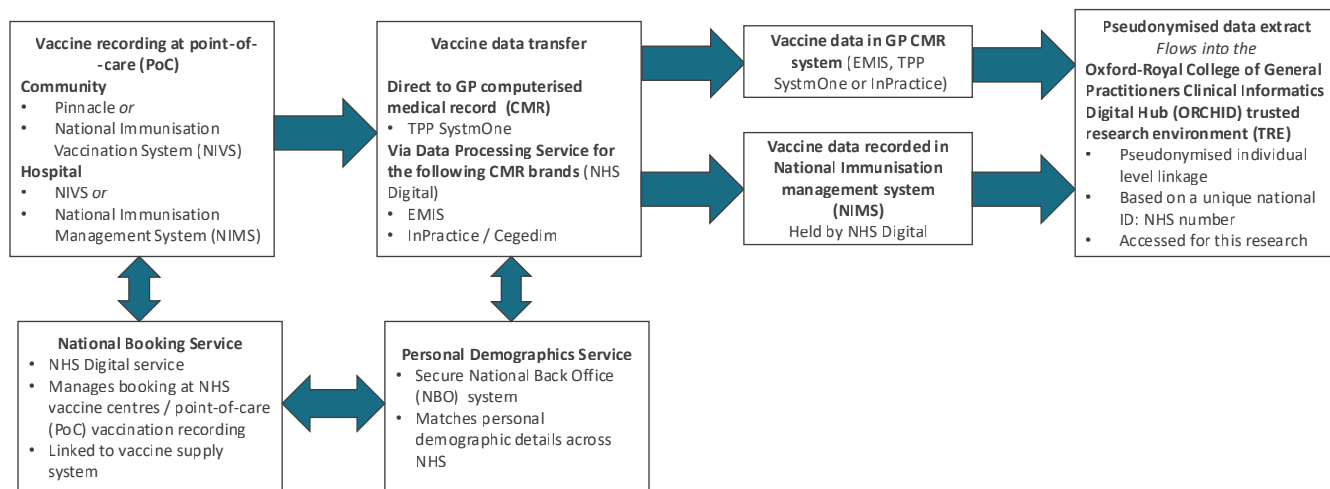 Vaccine recording at point-of-
-care (PoC)
Community
• Pinnacle or
• National Immunisation
Vaccination System (NIVS)
Hospital
• NIVS or
• National Immunisation
Management System (NIMS)
Vaccine data transfer
Direct to GP computerised
medical record (CMR)
• TPP SystmOne
Via Data Processing Service for
the following CMR brands (NHS
Digital)
• EMIS
• InPractice / Cegedim
Vaccine data in GP CMR
system (EMIS, TPP
SystmOne or InPractice)
Vaccine data recorded in
National Immunisation
management system
(NIMS)
Held by NHS Digital
Pseudonymised data extract
Flows into the
Oxford-Royal College of General
Practitioners Clinical Informatics
Digital Hub (ORCHID) trusted
research environment (TRE)
• Pseudonymised individual
level linkage
• Based on a unique national
ID: NHS number
• Accessed for this research
National Booking Service
• NHS Digital service
• Manages booking at NHS
vaccine centres / point-of-care
(PoC) vaccination recording
• Linked to vaccine supply
system
Personal Demographics Service
• Secure National Back Office
(NBO) system
• Matches personal
demographic details across
NHS